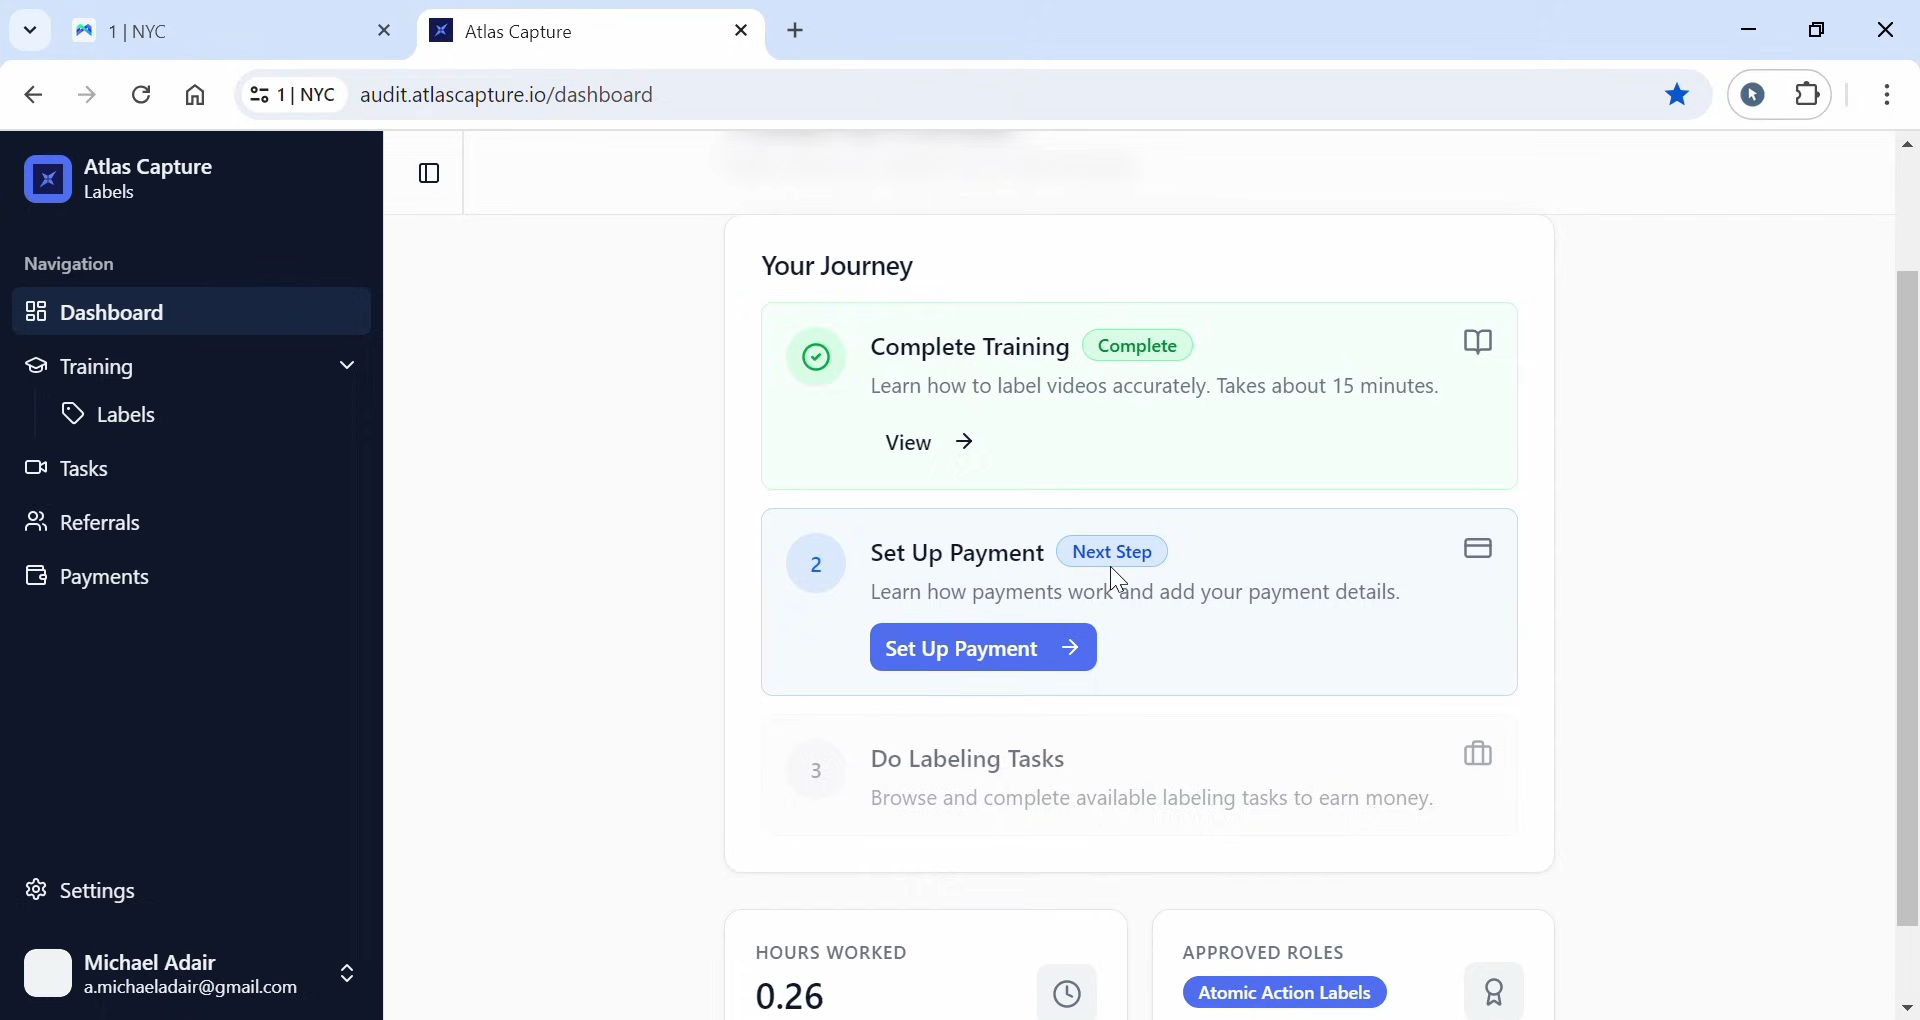 1 | NYC
Atlas Capture
1 | NYC
audit.atlascapture.io/dashboard
Atlas Capture
Labels
Navigation
Dashboard
Training
Labels
Tasks
Referrals
Payments
Settings
Michael Adair
a.michaeladair@gmail.com
Your Journey
Complete Training Complete
Learn how to label videos accurately. Takes about 15 minutes.
View →
2
Set Up Payment Next Step
Learn how payments work and add your payment details.
Set Up Payment →
3
Do Labeling Tasks
Browse and complete available labeling tasks to earn money.
HOURS WORKED
0.26
APPROVED ROLES
Atomic Action Labels